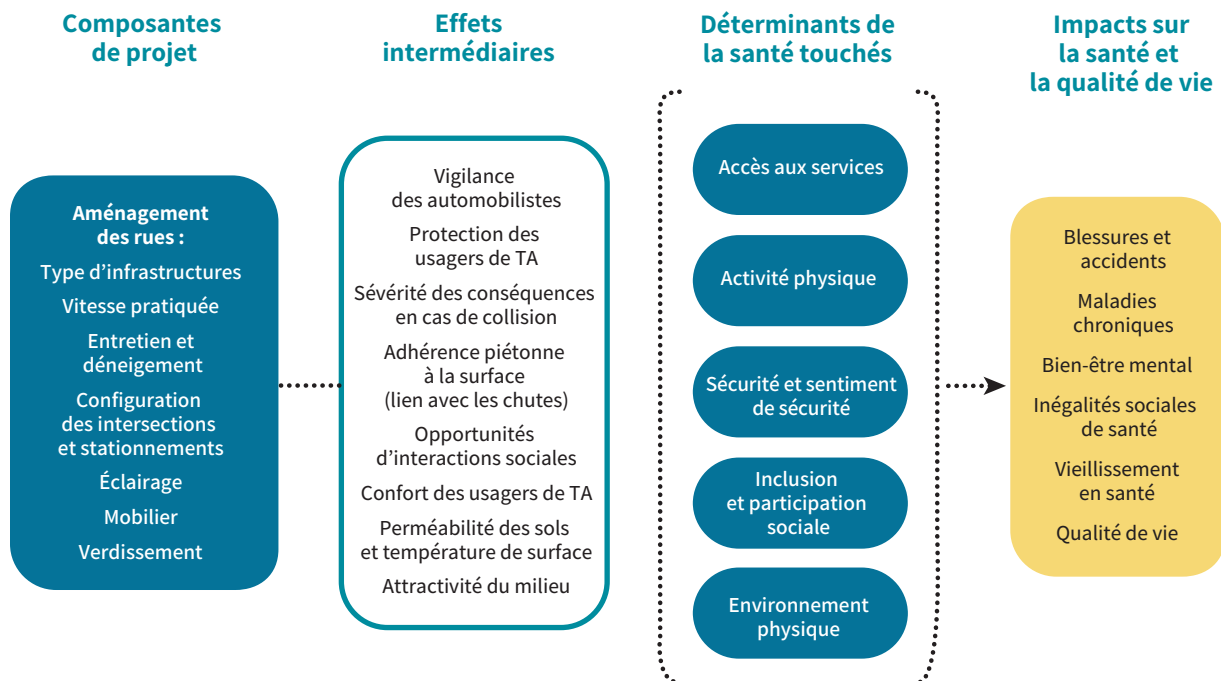 Composantes
de projet
Effets
intermédiaires
Déterminants de
la santé touchés
Impacts sur
la santé et
la qualité de vie
Aménagement
des rues :
Type d’infrastructures
Vitesse pratiquée
Entretien et
déneigement
Configuration
des intersections
et stationnements
Éclairage
Mobilier
Verdissement
Vigilance
des automobilistes
Protection des
usagers de TA
Sévérité des conséquences
en cas de collision
Adhérence piétonne
à la surface
(lien avec les chutes)
Opportunités
d’interactions sociales
Confort des usagers de TA
Perméabilité des sols
et température de surface
Attractivité du milieu
Accès aux services
Activité physique
Sécurité et sentiment
de sécurité
Inclusion
et participation
sociale
Environnement
physique
Blessures et
accidents
Maladies
chroniques
Bien-être mental
Inégalités sociales
de santé
Vieillissement
en santé
Qualité de vie